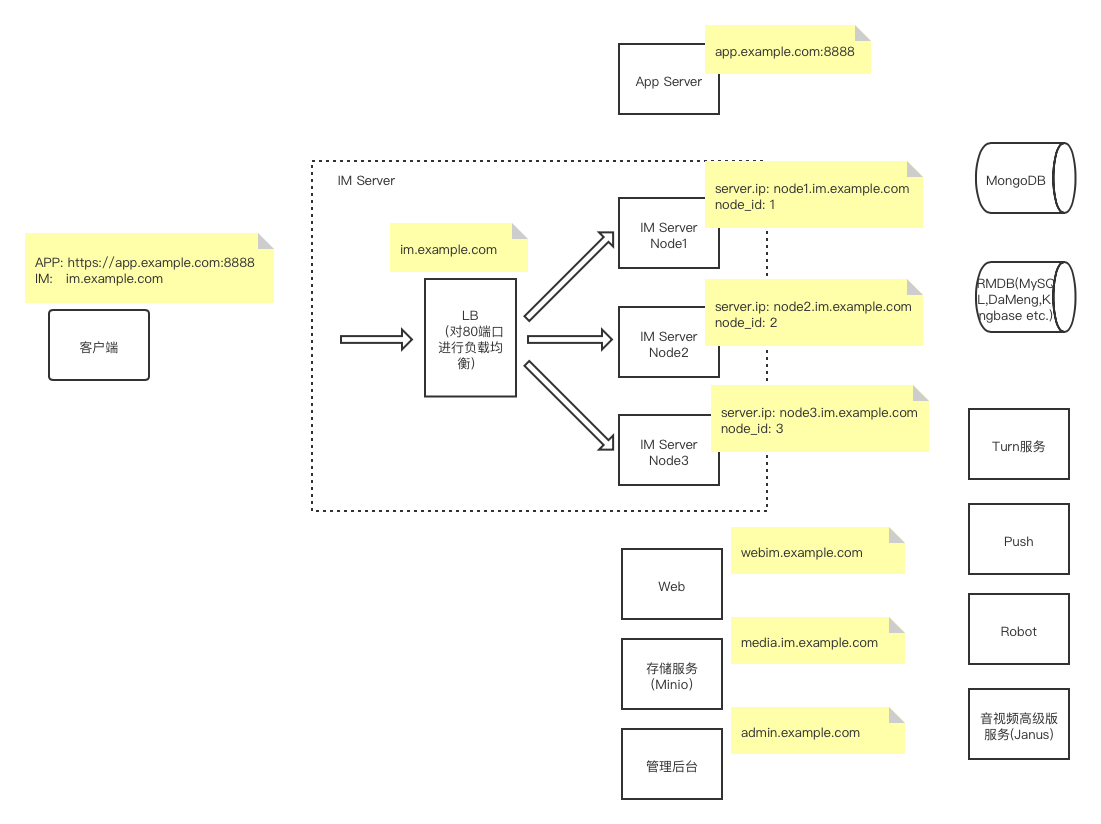 app.example.com:8888
App Server
IM Server
APP: https://app.example.com:8888
IM: im.example.com
客户端
im.example.com
LB
(对80端口
进行负载均
衡)
server.ip: node1.im.example.com
node_id: 1
IM Server
Node1
server.ip: node2.im.example.com
node_id: 2
IM Server
Node2
server.ip: node3.im.example.com
node_id: 3
IM Server
Node3
webim.example.com
Web
media.im.example.com
存储服务
(Minio)
admin.example.com
管理后台
MongoDB
RMDB(MySQ
L,DaMeng,Ki
ngbase etc.)
Turn服务
Push
Robot
音视频高级版
服务(Janus)